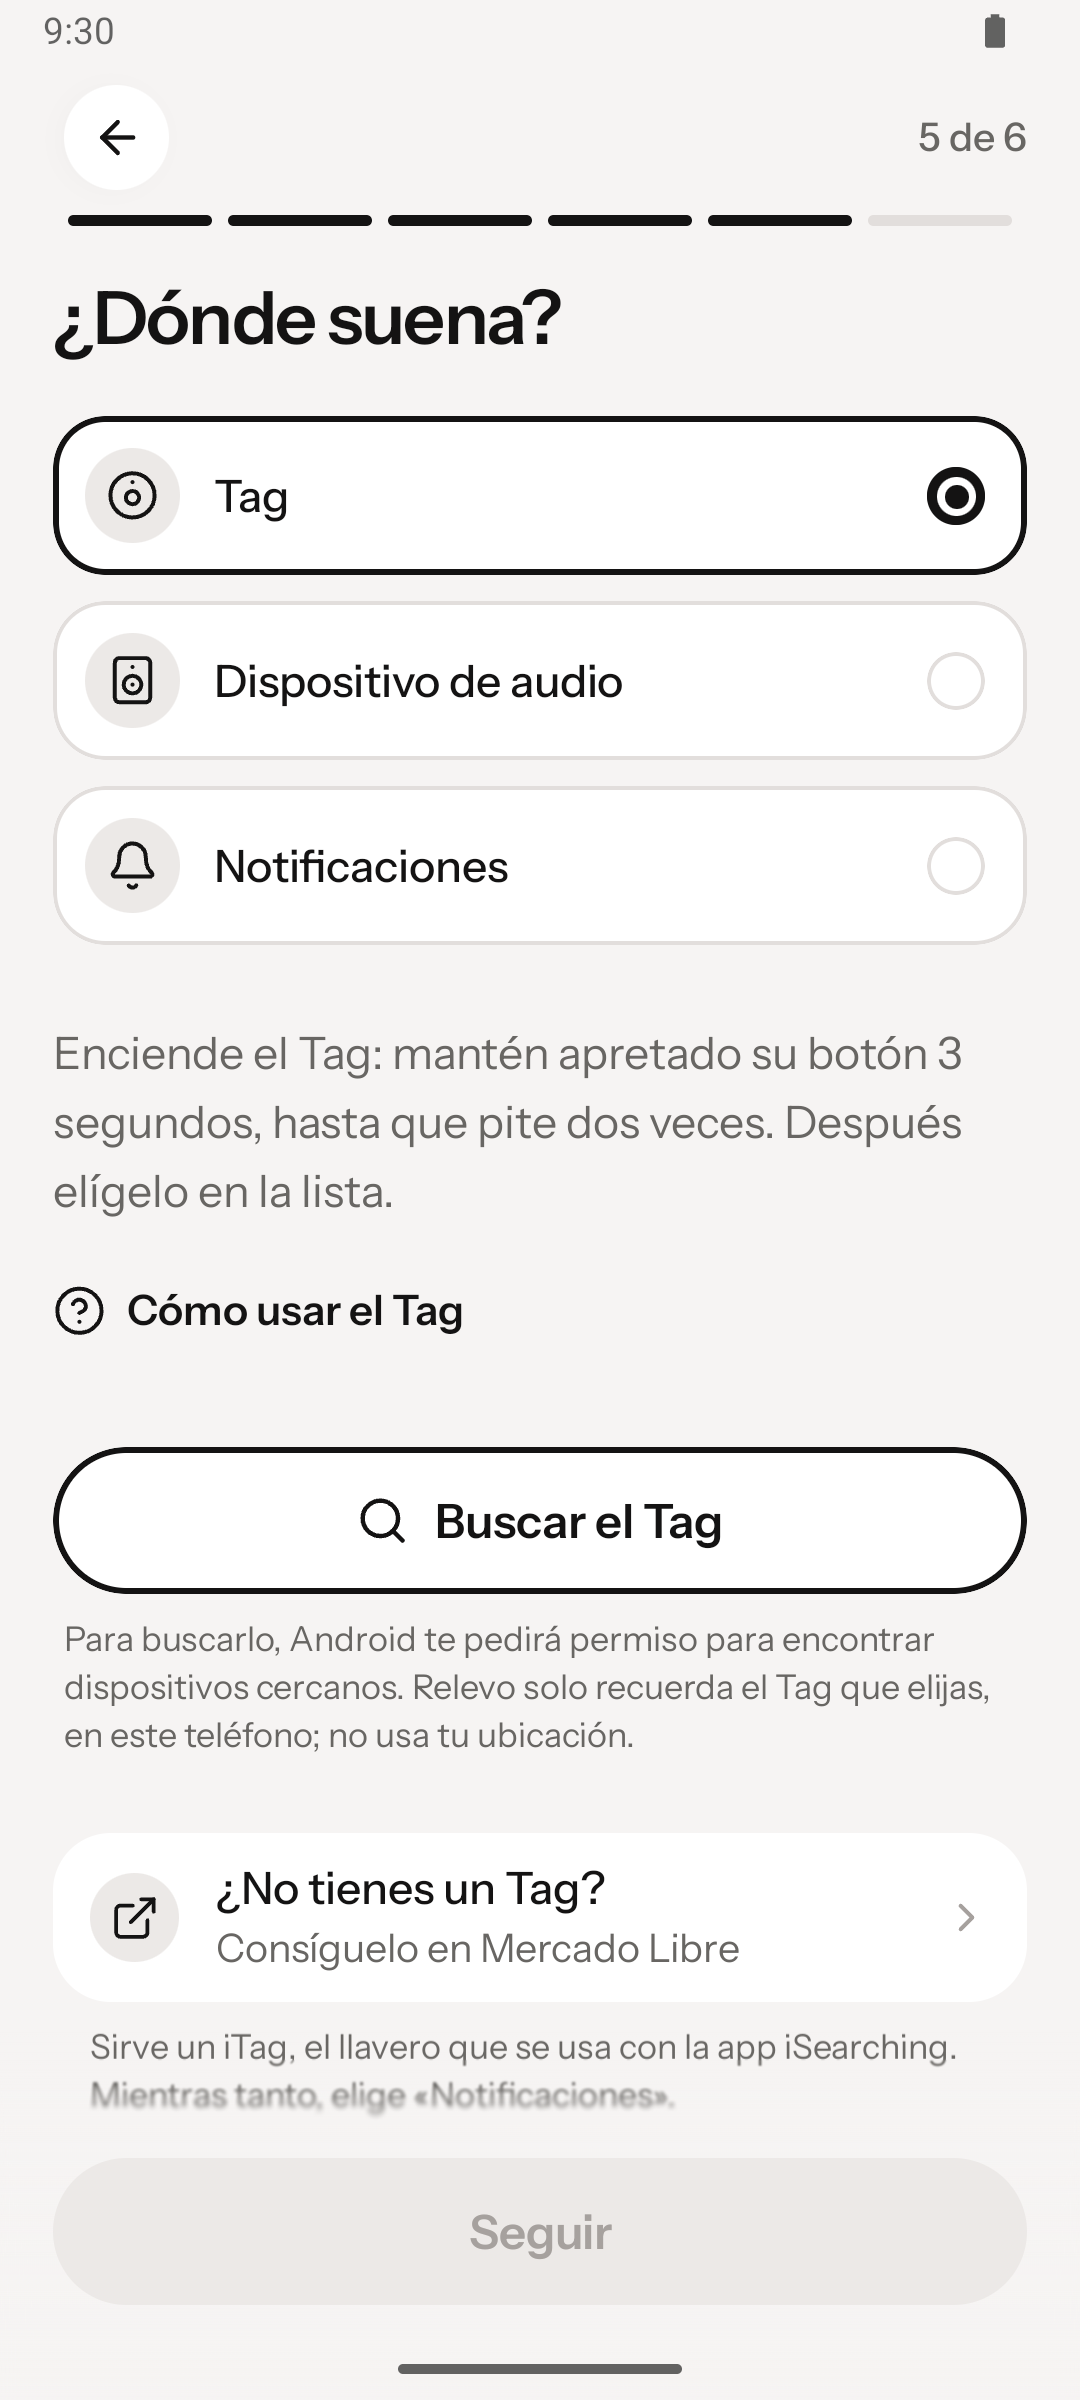 9:30
5 de 6
¿Dónde suena?
Tag
Dispositivo de audio
Notificaciones
Enciende el Tag: mantén apretado su botón 3
segundos, hasta que pite dos veces. Después
elígelo en la lista.
Cómo usar el Tag
Buscar el Tag
Para buscarlo, Android te pedirá permiso para encontrar
dispositivos cercanos. Relevo solo recuerda el Tag que elijas,
en este teléfono; no usa tu ubicación.
¿No tienes un Tag?
Consíguelo en Mercado Libre
Sirve un iTag, el llavero que se usa con la app iSearching.
Mientras tanto, elige «Notificaciones».
Seguir